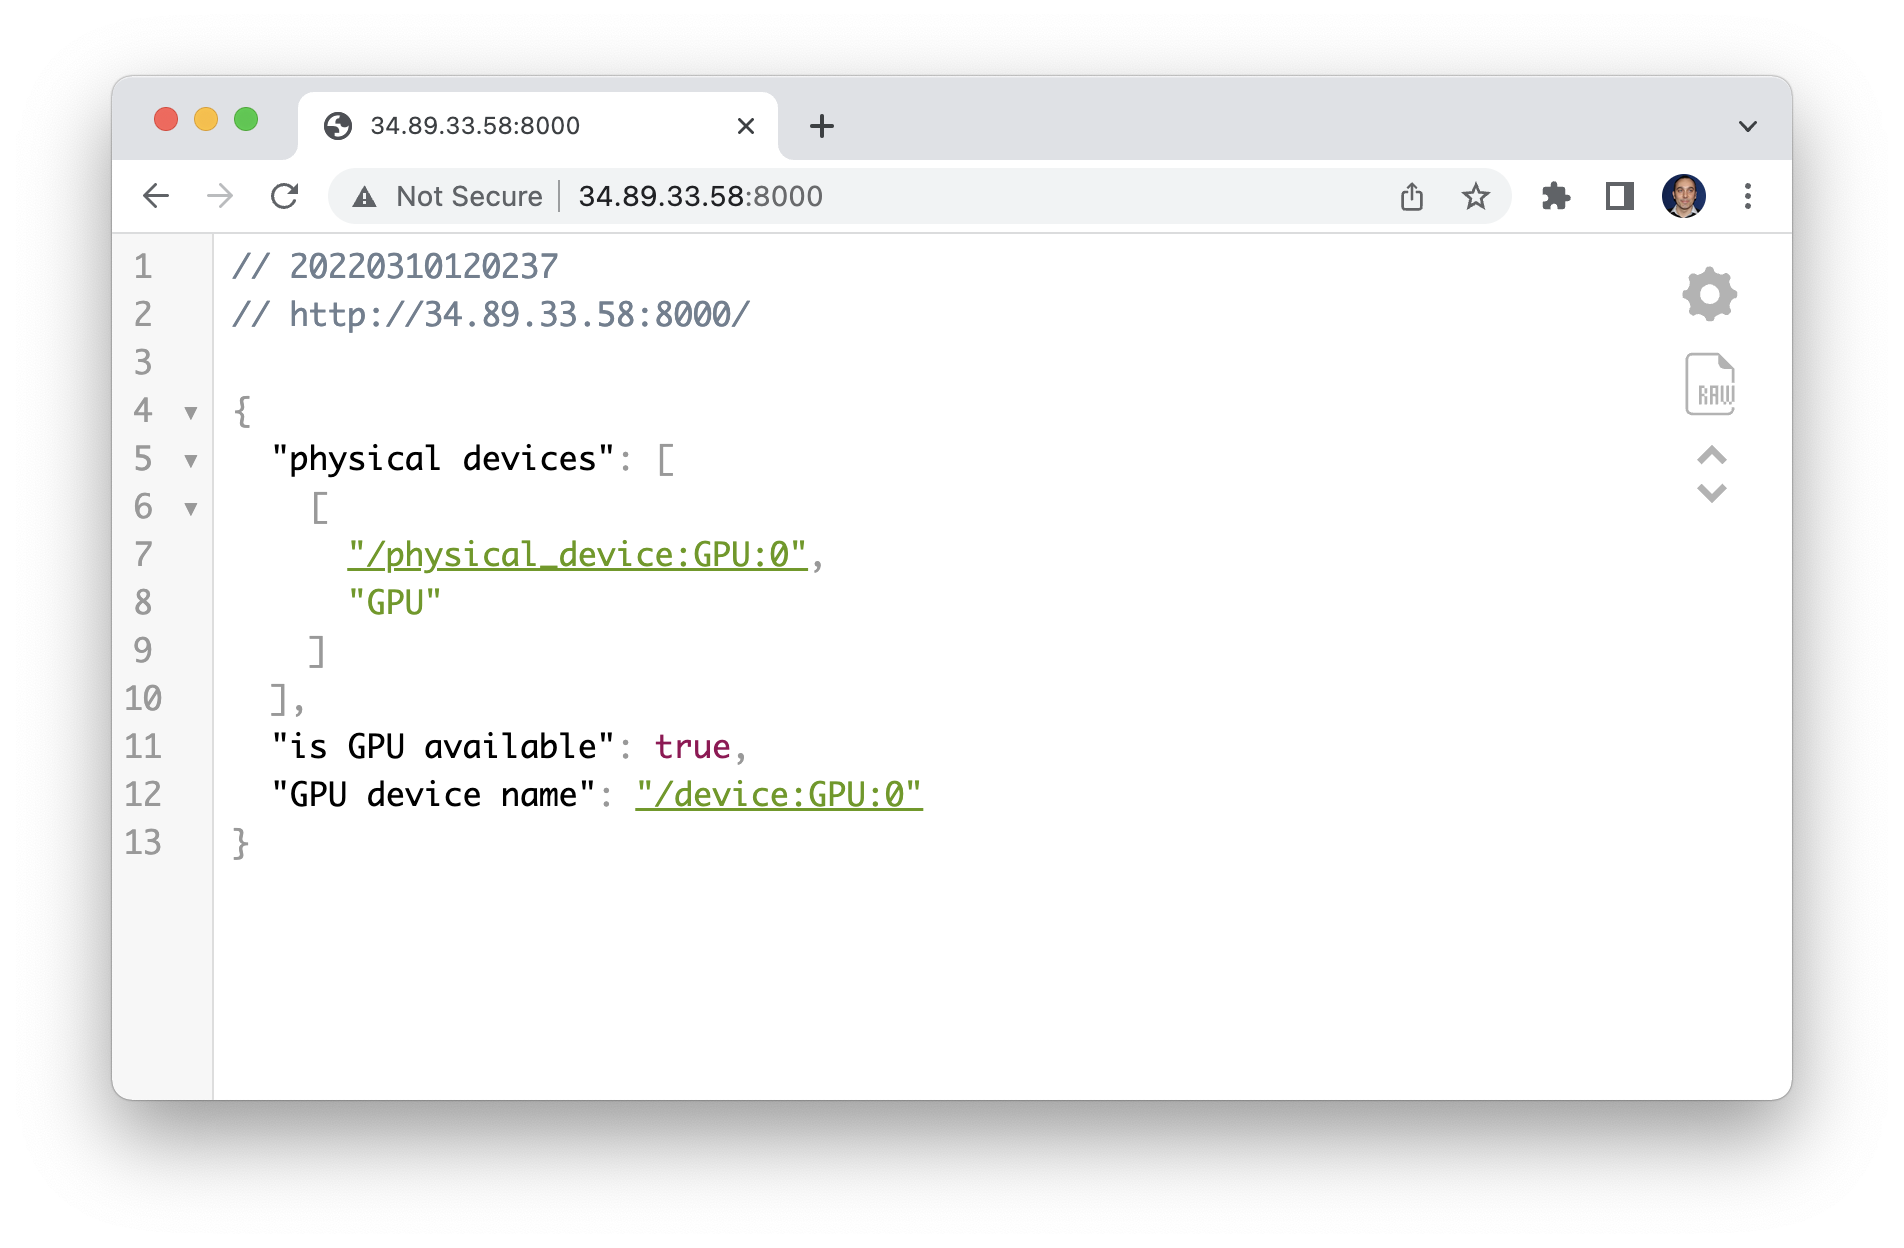 34.89.33.58:8000
Not Secure 34.89.33.58:8000
1 // 20220310120237
2 // http://34.89.33.58:8000/
3
4 {
5 "physical devices": [
6 [
7 "/physical_device:GPU:0",
8 "GPU"
9 ]
10 ],
11 "is GPU available": true,
12 "GPU device name": "/device:GPU:0"
13 }
RAW